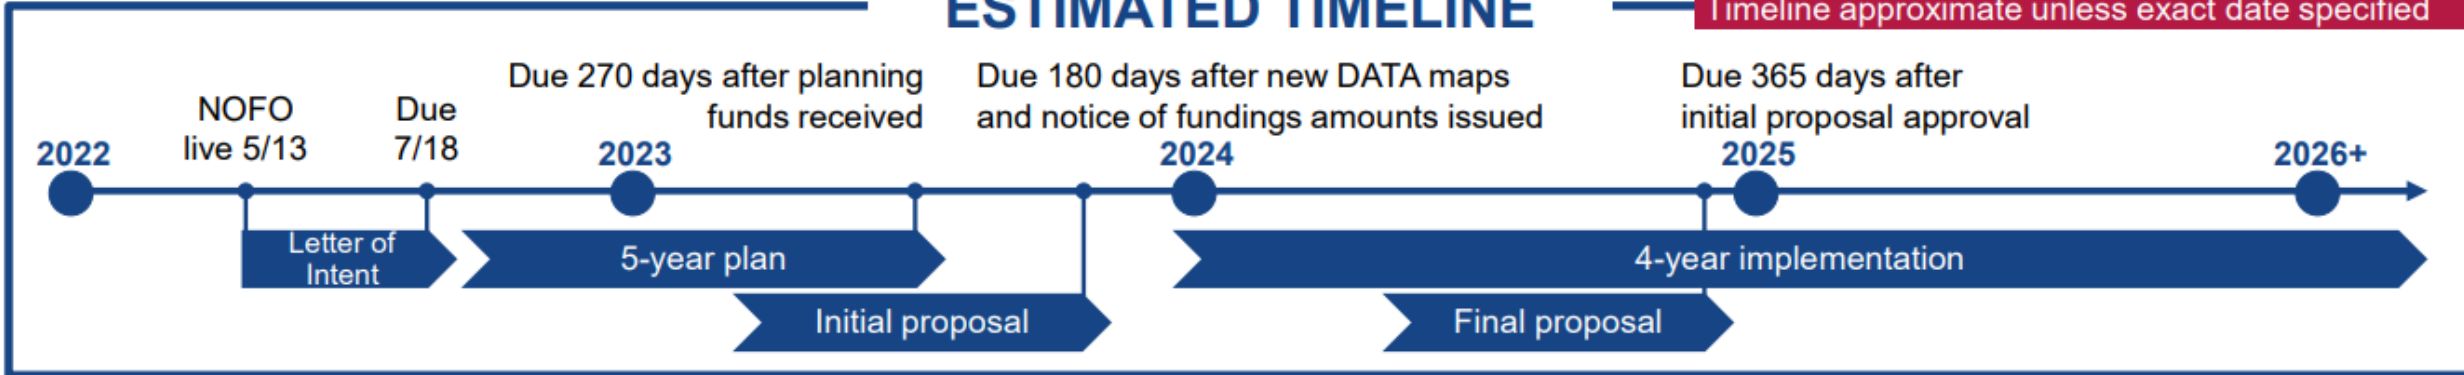 ESTIMATED TIMELINE
Timeline approximate unless exact date specified
Due 270 days after planning
funds received
Due 180 days after new DATA maps
and notice of fundings amounts issued
Due 365 days after
initial proposal approval
NOFO
live 5/13
Due
7/18
2022
2023
2024
2025
2026+
Letter of
Intent
5-year plan
4-year implementation
Initial proposal
Final proposal